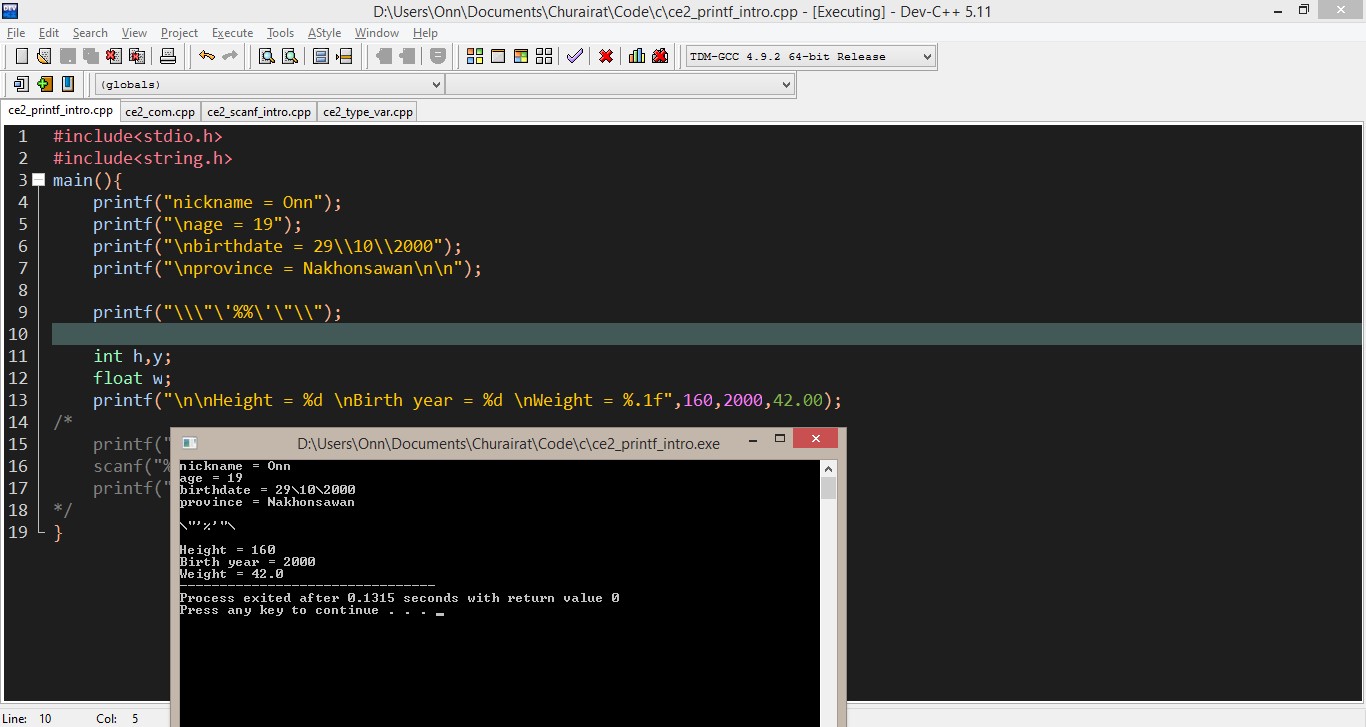 D:\Users\Onn\Documents\Churairat\Code\c\ce2_printf_intro.cpp - [Executing] - Dev-C++ 5.11
File Edit Search View Project Execute Tools AStyle Window Help
TDM-GCC 4.9.2 64-bit Release
(globals)
ce2_printf_intro.cpp ce2_com.cpp ce2_scanf_intro.cpp ce2_type_var.cpp
1 #include<stdio.h>
2 #include<string.h>
3 main(){
4 printf("nickname = Onn");
5 printf("\nage = 19");
6 printf("\nbirthdate = 29\\10\\2000");
7 printf("\nprovince = Nakhonsawan\n\n");
8
9 printf("\\\"\'%%\'\"\\");
10
11 int h,y;
12 float w;
13 printf("\n\nHeight = %d \nBirth year = %d \nWeight = %.1f",160,2000,42.00);
14 /*
15 printf("
16 scanf("%
17 printf("
18 */
19 }
D:\Users\Onn\Documents\Churairat\Code\c\ce2_printf_intro.exe
nickname = Onn
age = 19
birthdate = 29\10\2000
province = Nakhonsawan
\"'%'"\
Height = 160
Birth year = 2000
Weight = 42.0
--------------------------------
Process exited after 0.1315 seconds with return value 0
Press any key to continue . . . _
Line: 10 Col: 5